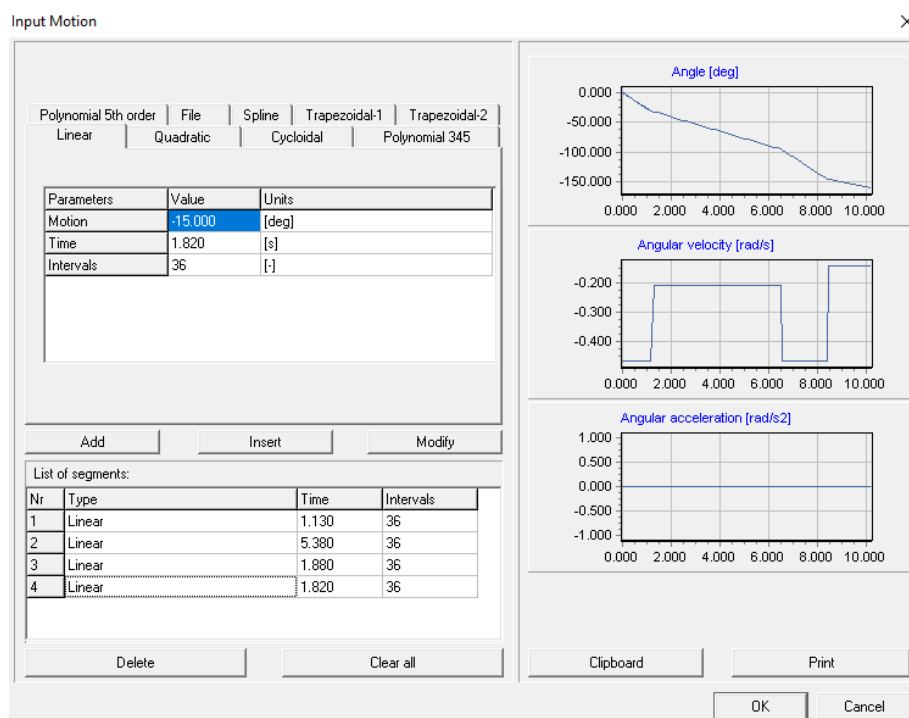 Input Motion
Polynomial 5th order File Spline Trapezoidal-1 Trapezoidal-2
Linear Quadratic Cycloidal Polynomial 345
Parameters Value Units
Motion -15.000 [deg]
Time 1.820 [s]
Intervals 36 [-]
Add Insert Modify
List of segments:
Nr Type Time Intervals
1 Linear 1.130 36
2 Linear 5.380 36
3 Linear 1.880 36
4 Linear 1.820 36
Delete Clear all
Angle [deg]
0.000
-50.000
-100.000
-150.000
0.000 2.000 4.000 6.000 8.000 10.000
Angular velocity [rad/s]
-0.200
-0.300
-0.400
0.000 2.000 4.000 6.000 8.000 10.000
Angular acceleration [rad/s2]
1.000
0.500
0.000
-0.500
-1.000
0.000 2.000 4.000 6.000 8.000 10.000
Clipboard Print
OK Cancel